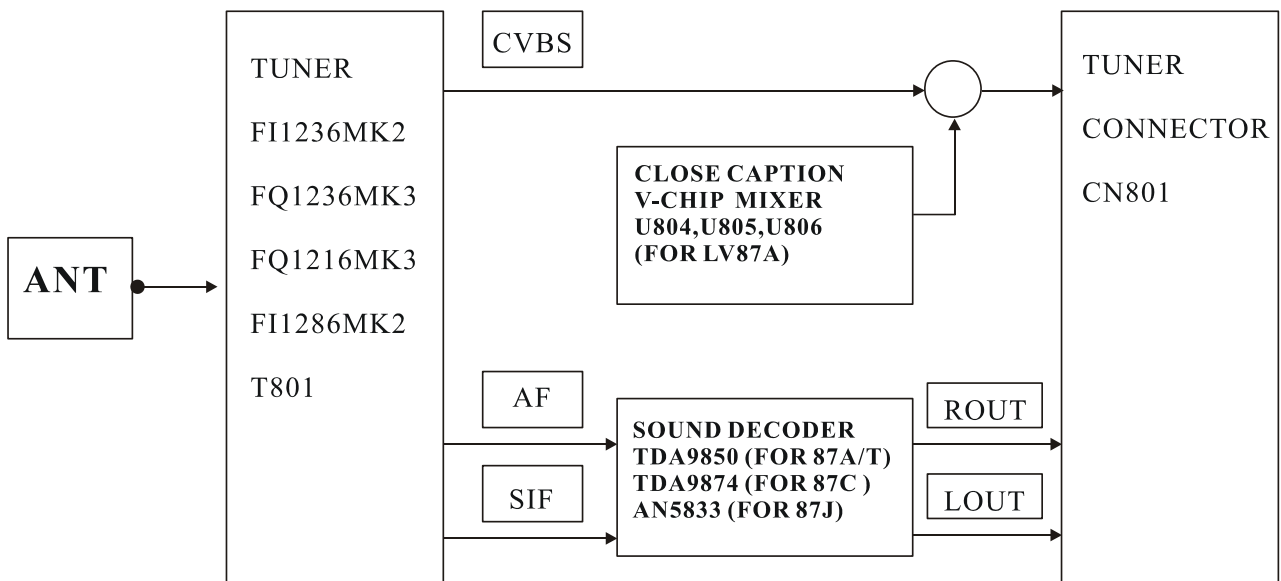 ANT
TUNER
FI1236MK2
FQ1236MK3
FQ1216MK3
FI1286MK2
T801
CVBS
CLOSE CAPTION
V-CHIP MIXER
U804,U805,U806
(FOR LV87A)
AF
SIF
SOUND DECODER
TDA9850 (FOR 87A/T)
TDA9874 (FOR 87C )
AN5833 (FOR 87J)
ROUT
LOUT
TUNER
CONNECTOR
CN801